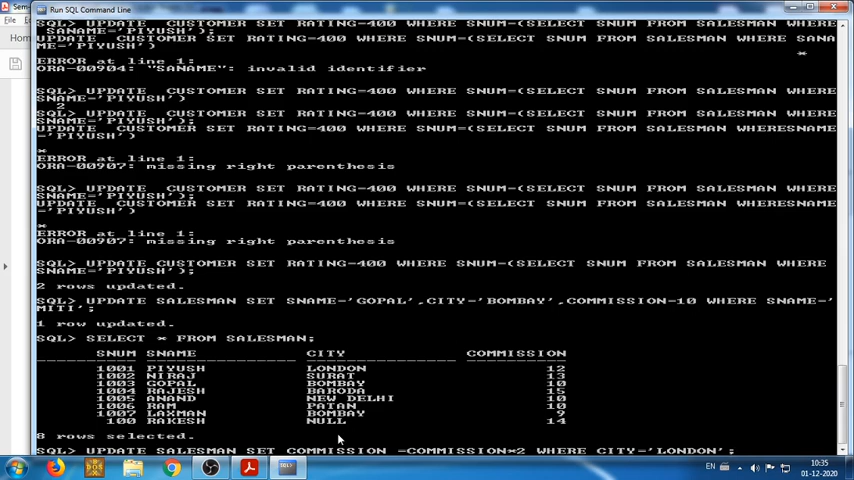 Sem-
Run SQL Command Line
File
Home
SQL> UPDATE  CUSTOMER SET RATING=400 WHERE SNUM=(SELECT SNUM FROM SALESMAN WHERE
 SANAME='PIYUSH');
UPDATE  CUSTOMER SET RATING=400 WHERE SNUM=(SELECT SNUM FROM SALESMAN WHERE SANA
ME='PIYUSH')
*
ERROR at line 1:
ORA-00904: "SANAME": invalid identifier
SQL> UPDATE  CUSTOMER SET RATING=400 WHERE SNUM=(SELECT SNUM FROM SALESMAN WHERE
SNAME='PIYUSH')
2
SQL> UPDATE  CUSTOMER SET RATING=400 WHERE SNUM=(SELECT SNUM FROM SALESMAN WHERE
SNAME='PIYUSH');
UPDATE  CUSTOMER SET RATING=400 WHERE SNUM=(SELECT SNUM FROM SALESMAN WHERESNAME
='PIYUSH')
*
ERROR at line 1:
ORA-00907: missing right parenthesis
SQL> UPDATE  CUSTOMER SET RATING=400 WHERE SNUM=(SELECT SNUM FROM SALESMAN WHERE
SNAME='PIYUSH');
UPDATE  CUSTOMER SET RATING=400 WHERE SNUM=(SELECT SNUM FROM SALESMAN WHERESNAME
='PIYUSH')
*
ERROR at line 1:
ORA-00907: missing right parenthesis
SQL> UPDATE CUSTOMER SET RATING=400 WHERE SNUM=(SELECT SNUM FROM SALESMAN WHERE
SNAME='PIYUSH');
2 rows updated.
SQL> UPDATE SALESMAN SET SNAME='GOPAL',CITY='BOMBAY',COMMISSION=10 WHERE SNAME='
MITI';
1 row updated.
SQL> SELECT * FROM SALESMAN;
SNUM SNAME CITY COMMISSION
1001 PIYUSH LONDON 12
1002 NIRAJ SURAT 13
1003 GOPAL BOMBAY 10
1004 RAJESH BARODA 15
1005 ANAND NEW DELHI 10
1006 RAM PATAN 10
1007 LAXMAN BOMBAY 9
100 RAKESH NULL 14
8 rows selected.
SQL> UPDATE SALESMAN SET COMMISSION =COMMISSION*2 WHERE CITY='LONDON';
DOS
SQL>
EN
10:35
01-12-2020